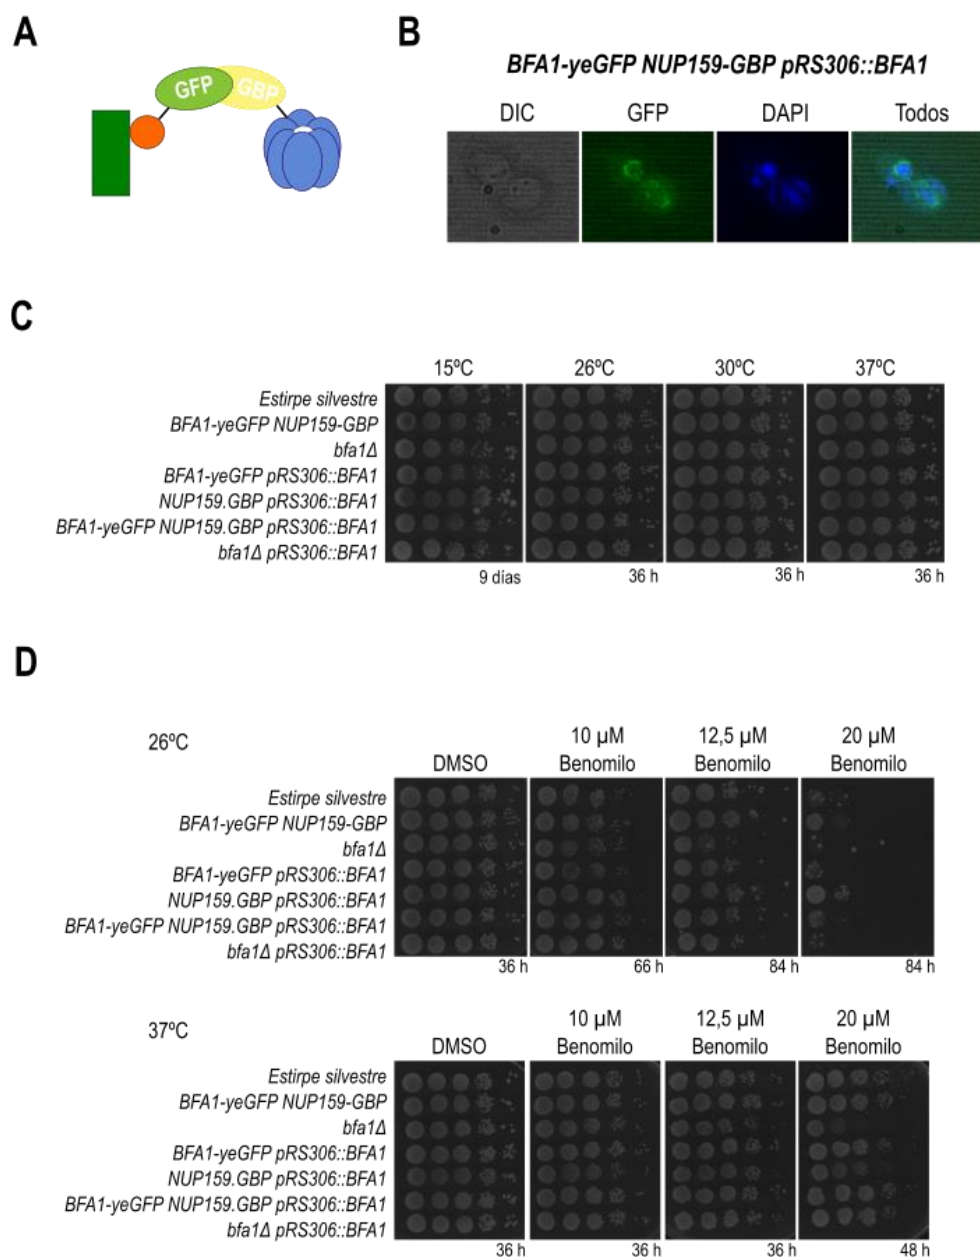 A
GFP
GBP
B
BFA1-yeGFP NUP159-GBP pRS306::BFA1
DIC GFP DAPI Todos
C
15ºC 26ºC 30ºC 37ºC
Estirpe silvestre
BFA1-yeGFP NUP159-GBP
bfa1Δ
BFA1-yeGFP pRS306::BFA1
NUP159.GBP pRS306::BFA1
BFA1-yeGFP NUP159.GBP pRS306::BFA1
bfa1Δ pRS306::BFA1
9 días 36 h 36 h 36 h
D
26ºC
DMSO 10 µM Benomilo 12,5 µM Benomilo 20 µM Benomilo
Estirpe silvestre
BFA1-yeGFP NUP159-GBP
bfa1Δ
BFA1-yeGFP pRS306::BFA1
NUP159.GBP pRS306::BFA1
BFA1-yeGFP NUP159.GBP pRS306::BFA1
bfa1Δ pRS306::BFA1
36 h 66 h 84 h 84 h
37ºC
DMSO 10 µM Benomilo 12,5 µM Benomilo 20 µM Benomilo
Estirpe silvestre
BFA1-yeGFP NUP159-GBP
bfa1Δ
BFA1-yeGFP pRS306::BFA1
NUP159.GBP pRS306::BFA1
BFA1-yeGFP NUP159.GBP pRS306::BFA1
bfa1Δ pRS306::BFA1
36 h 36 h 36 h 48 h